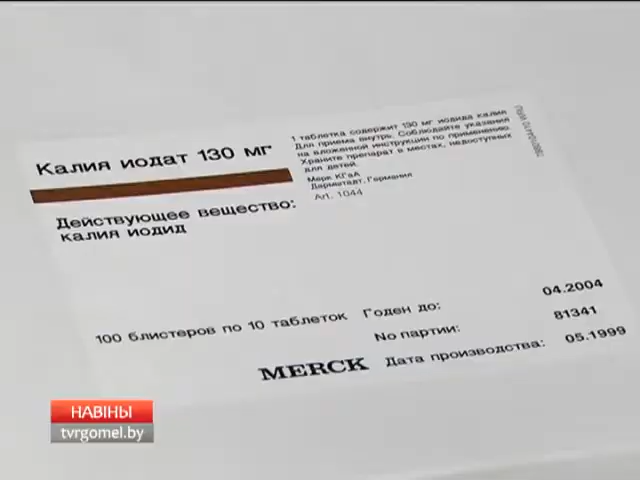 Калия иодат 130 мг
Действующее вещество:
калия иодид
1 таблетка содержит 130 мг иодида калия
Для приема внутрь. Соблюдайте указания
на вложенной инструкции по применению
Храните препарат в местах, недоступных
для детей.
Мерк КГаА
Дармштадт, Германия
Art. 1044
100 блистеров по 10 таблеток
Годен до: 04.2004
No партии: 81341
MERCK
Дата производства: 05.1999
НАВІНЫ
tvrgomel.by